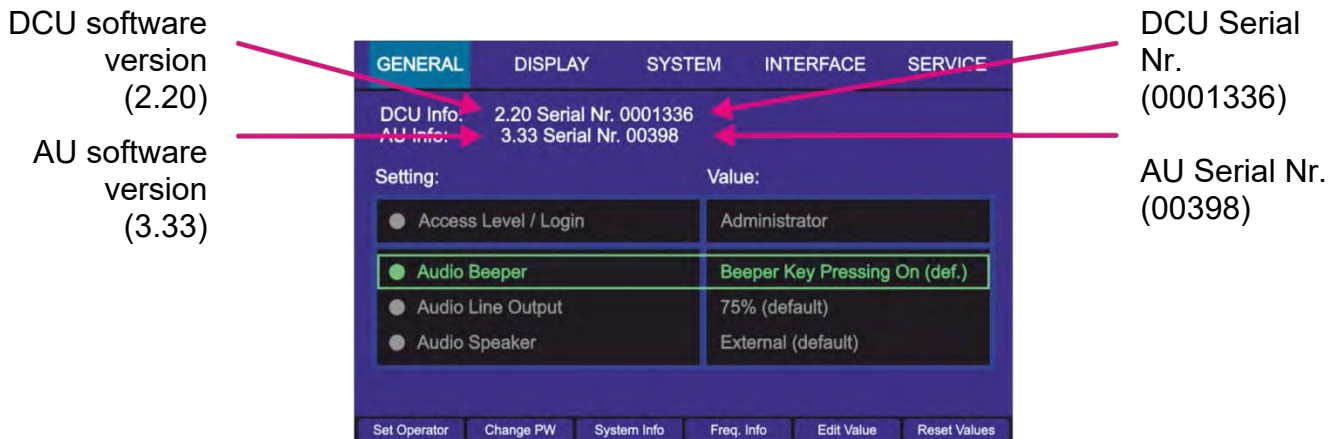 DCU software
version
(2.20)
AU software
version
(3.33)
GENERAL DISPLAY SYSTEM INTERFACE SERVICE
DCU Info: 2.20 Serial Nr. 0001336
AU Info: 3.33 Serial Nr. 00398
Setting: Value:
Access Level / Login Administrator
Audio Beeper Beeper Key Pressing On (def.)
Audio Line Output 75% (default)
Audio Speaker External (default)
Set Operator Change PW System Info Freq. Info Edit Value Reset Values
DCU Serial
Nr.
(0001336)
AU Serial Nr.
(00398)